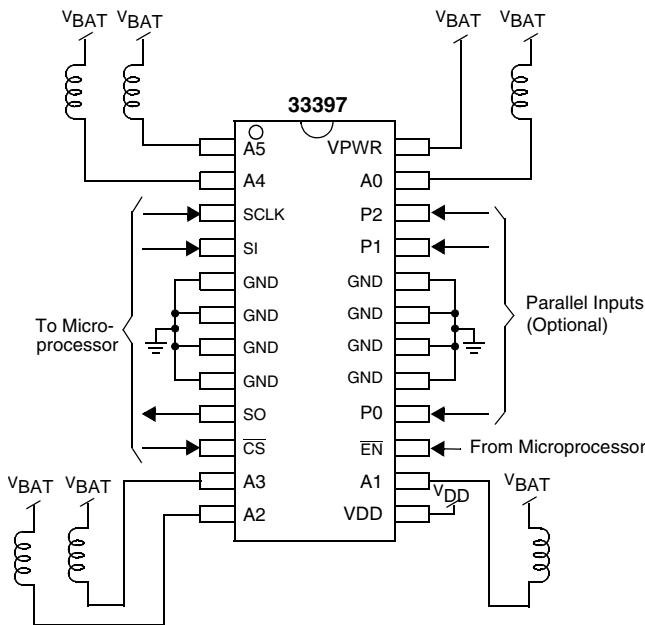 VBAT VBAT VBAT VBAT
33397
A5 VPWR
A4 A0
SCLK P2
SI P1
GND GND
GND GND
GND GND
GND GND
SO P0
CS EN
A3 A1
A2 VDD
To Micro-
processor
Parallel Inputs
(Optional)
From Microprocessor
VBAT VBAT VDD VBAT